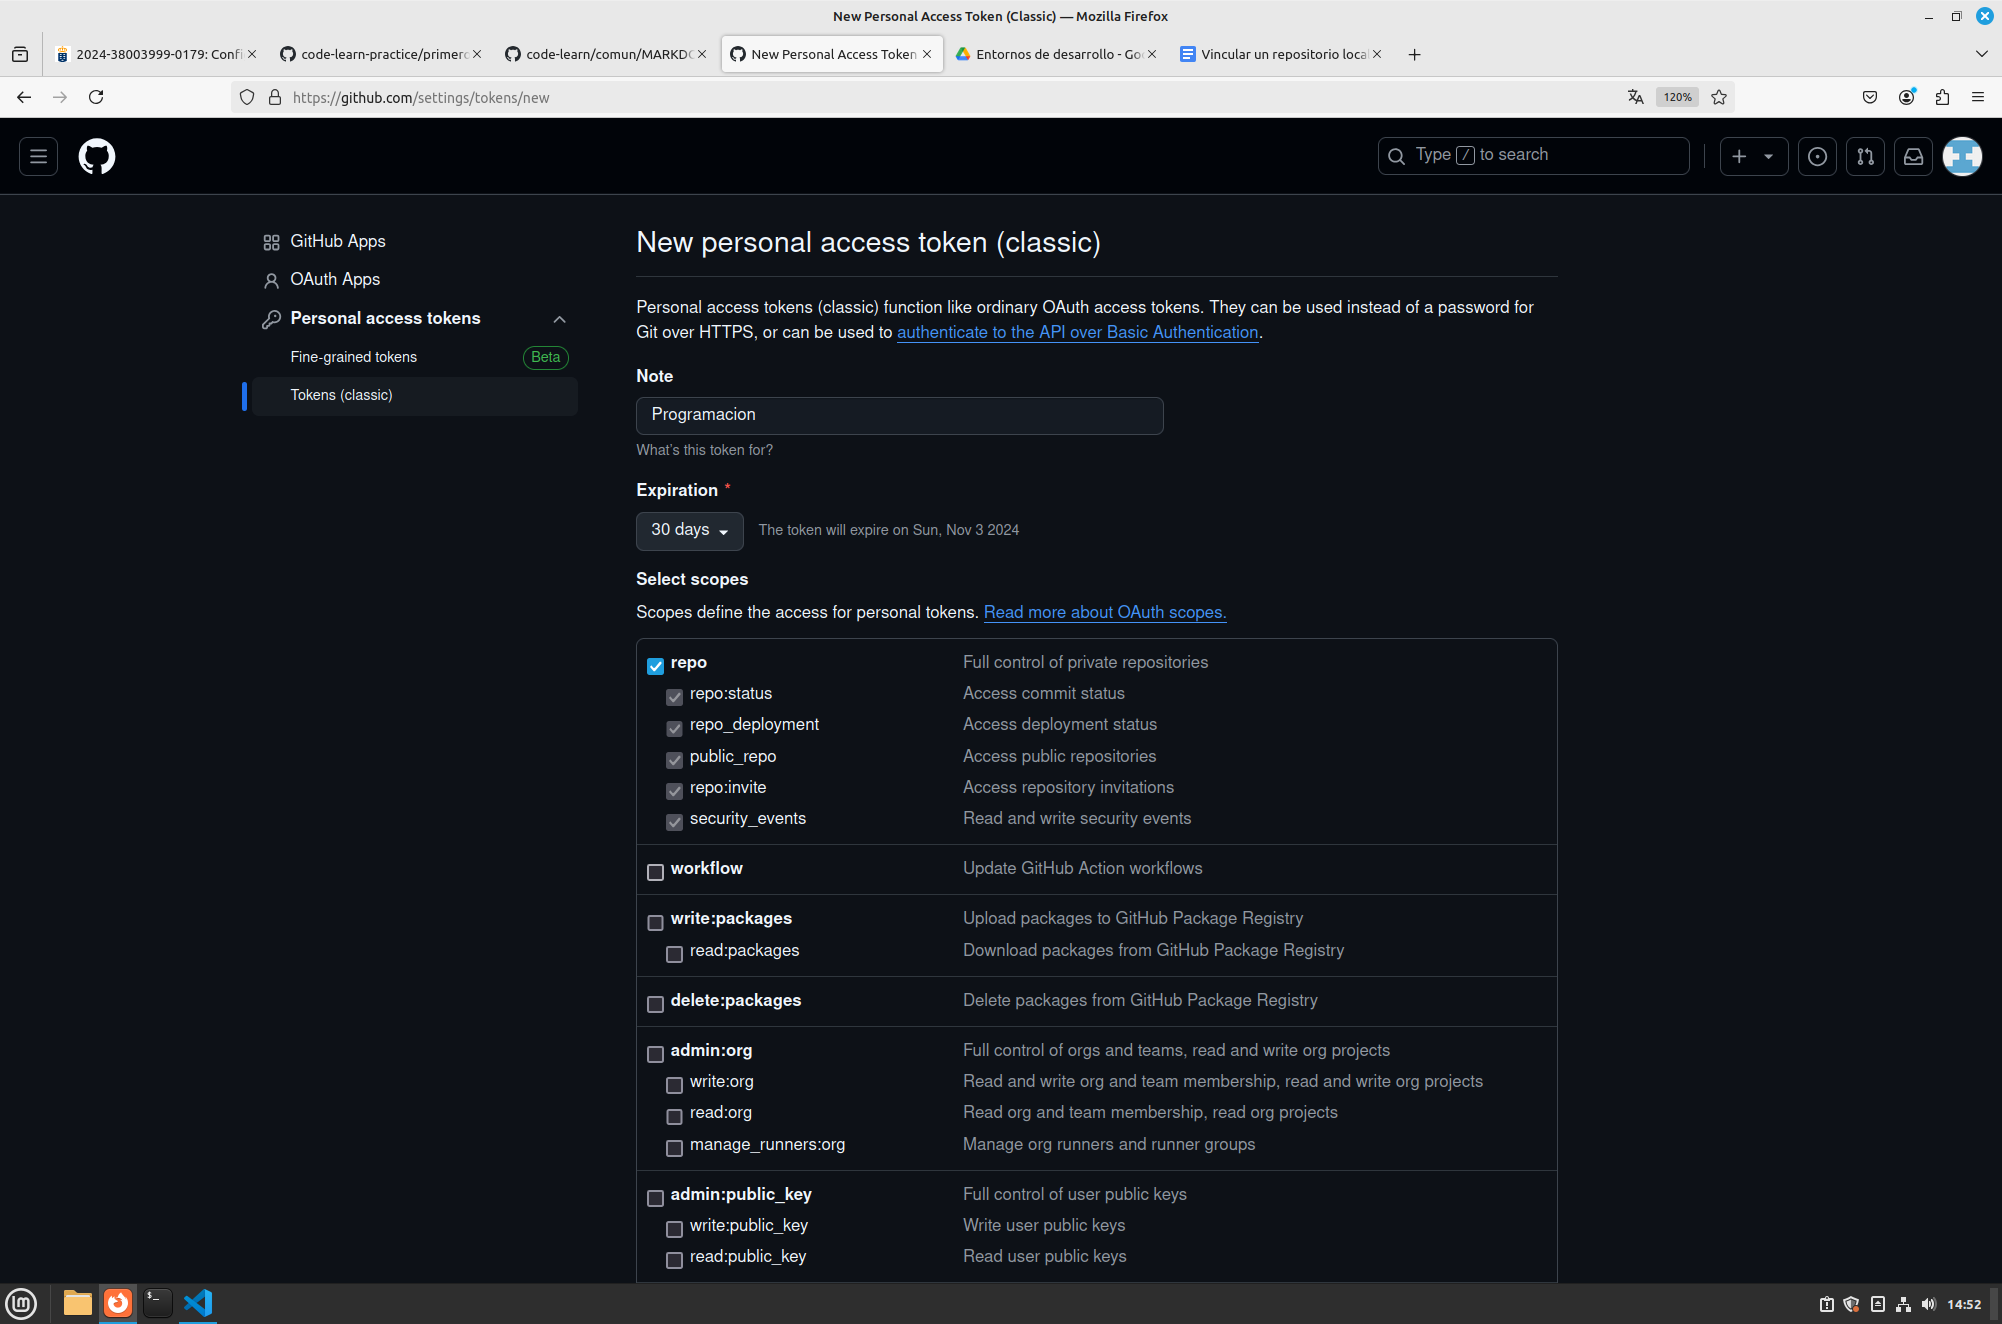 New Personal Access Token (Classic) — Mozilla Firefox
2024-38003999-0179: Confi
code-learn-practice/primero
code-learn/comun/MARKDO
New Personal Access Token
Entornos de desarrollo - Goo
Vincular un repositorio local
https://github.com/settings/tokens/new
120%
Type / to search
GitHub Apps
OAuth Apps
Personal access tokens
Fine-grained tokens Beta
Tokens (classic)
New personal access token (classic)
Personal access tokens (classic) function like ordinary OAuth access tokens. They can be used instead of a password for
Git over HTTPS, or can be used to authenticate to the API over Basic Authentication.
Note
Programacion
What's this token for?
Expiration *
30 days The token will expire on Sun, Nov 3 2024
Select scopes
Scopes define the access for personal tokens. Read more about OAuth scopes.
repo Full control of private repositories
repo:status Access commit status
repo_deployment Access deployment status
public_repo Access public repositories
repo:invite Access repository invitations
security_events Read and write security events
workflow Update GitHub Action workflows
write:packages Upload packages to GitHub Package Registry
read:packages Download packages from GitHub Package Registry
delete:packages Delete packages from GitHub Package Registry
admin:org Full control of orgs and teams, read and write org projects
write:org Read and write org and team membership, read and write org projects
read:org Read org and team membership, read org projects
manage_runners:org Manage org runners and runner groups
admin:public_key Full control of user public keys
write:public_key Write user public keys
read:public_key Read user public keys
14:52